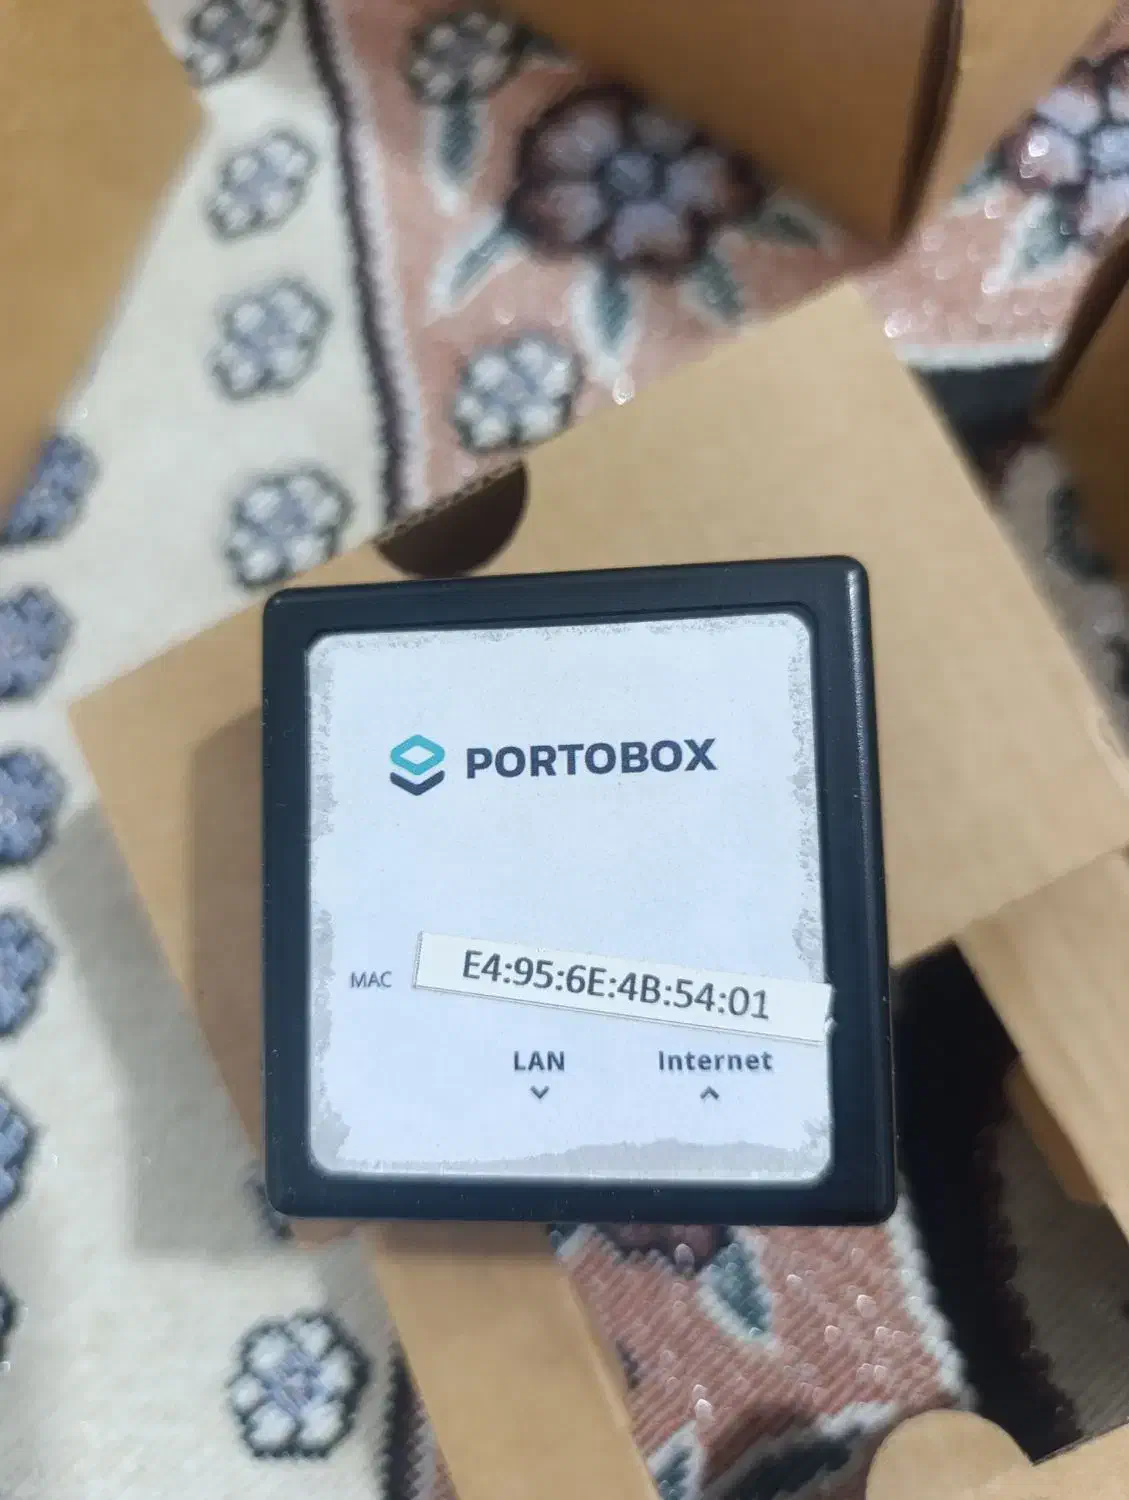 PORTOBOX
MAC E4:95:6E:4B:54:01
LAN Internet